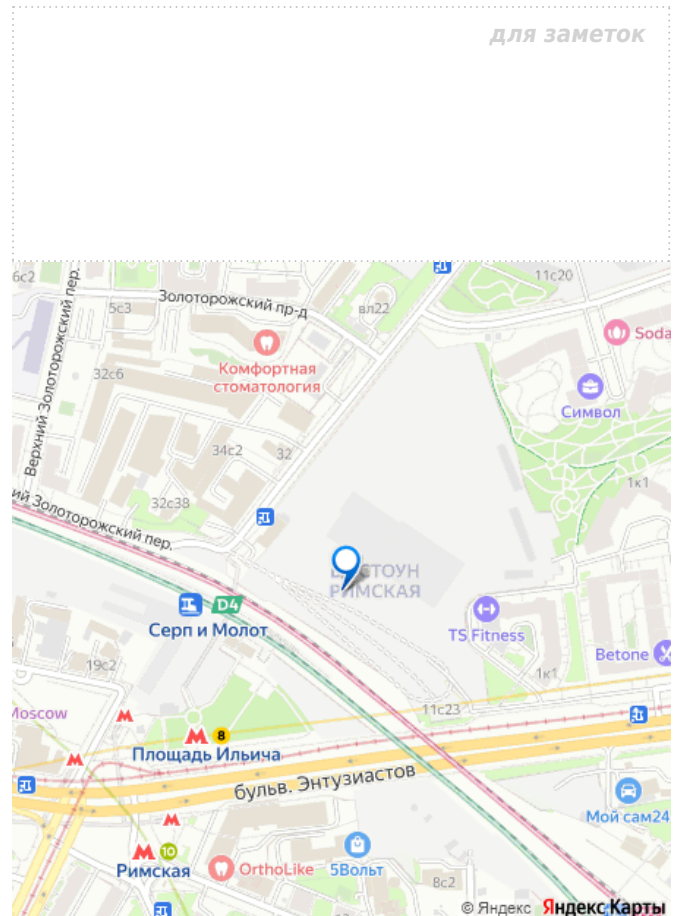 для заметок
6с2
11с20
Золоторожский пр-д
5с3
вл22
Soda
Комфортная
стоматология
32с6
Символ
Верхний Золоторожский пер.
34с2
32
1к1
32с38
ий Золоторожский пер.
ТОУН
РИМСКАЯ
D4
Серп и Молот
TS Fitness
Betone
19с2
1к1
11с23
Moscow
8
Площадь Ильича
бульв. Энтузиастов
Мой сам24
10
Римская
OrthoLike
5Вольт
8с2
© Яндекс Яндекс Карты